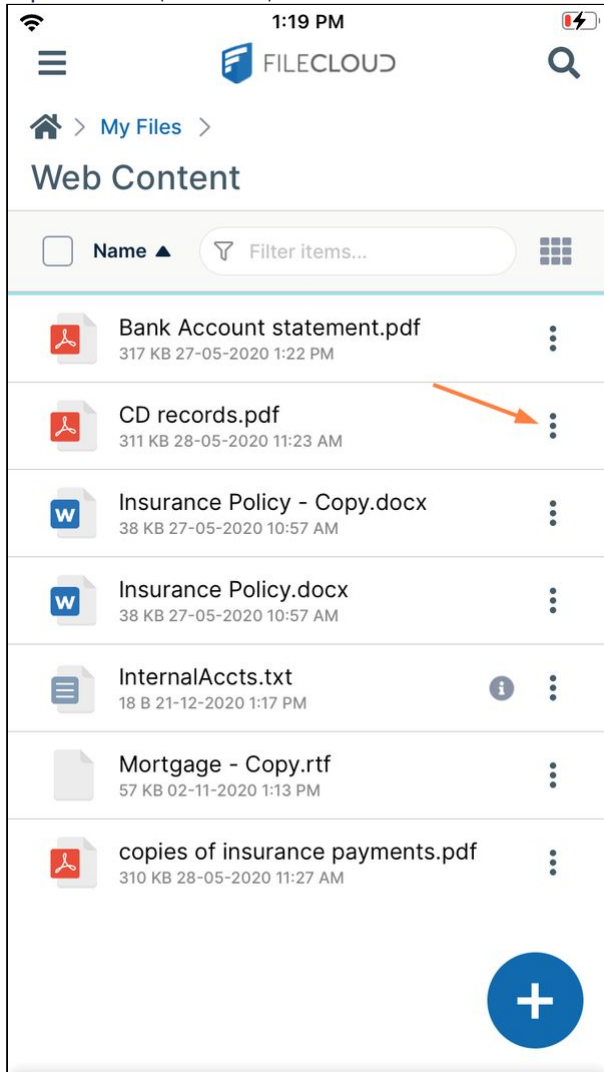 1:19 PM
FILECLOUD
My Files
Web Content
Name
Filter items...
Bank Account statement.pdf
317 KB 27-05-2020 1:22 PM
CD records.pdf
311 KB 28-05-2020 11:23 AM
W
Insurance Policy - Copy.docx
38 KB 27-05-2020 10:57 AM
W
Insurance Policy.docx
38 KB 27-05-2020 10:57 AM
InternalAccts.txt
18 B 21-12-2020 1:17 PM
Mortgage - Copy.rtf
57 KB 02-11-2020 1:13 PM
copies of insurance payments.pdf
310 KB 28-05-2020 11:27 AM